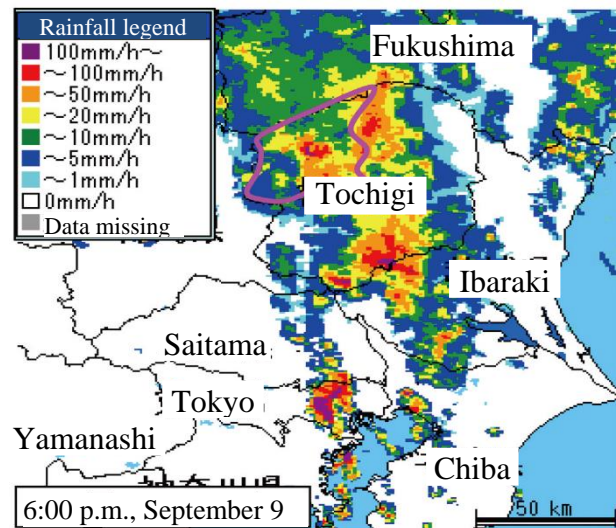 Rainfall legend
100mm/h～
～100mm/h
～50mm/h
～20mm/h
～10mm/h
～5mm/h
～1mm/h
0mm/h
Data missing
Fukushima
Tochigi
Ibaraki
Saitama
Tokyo
Yamanashi
Chiba
6:00 p.m., September 9
50 km